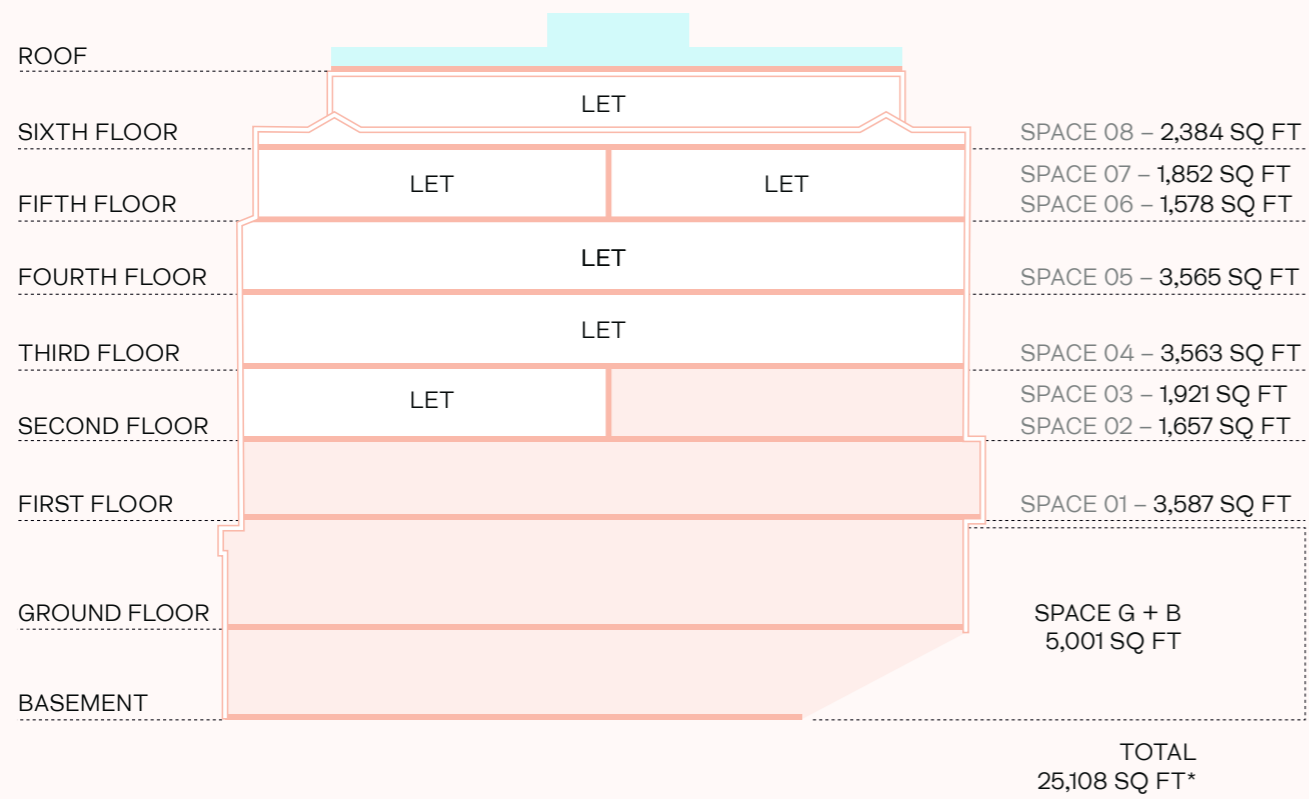 ROOF
LET
SIXTH FLOOR
SPACE 08 – 2,384 SQ FT
LET
LET
SPACE 07 – 1,852 SQ FT
FIFTH FLOOR
SPACE 06 – 1,578 SQ FT
LET
FOURTH FLOOR
SPACE 05 – 3,565 SQ FT
LET
THIRD FLOOR
SPACE 04 – 3,563 SQ FT
LET
SPACE 03 – 1,921 SQ FT
SECOND FLOOR
SPACE 02 – 1,657 SQ FT
FIRST FLOOR
SPACE 01 – 3,587 SQ FT
GROUND FLOOR
SPACE G + B
5,001 SQ FT
BASEMENT
TOTAL
25,108 SQ FT*